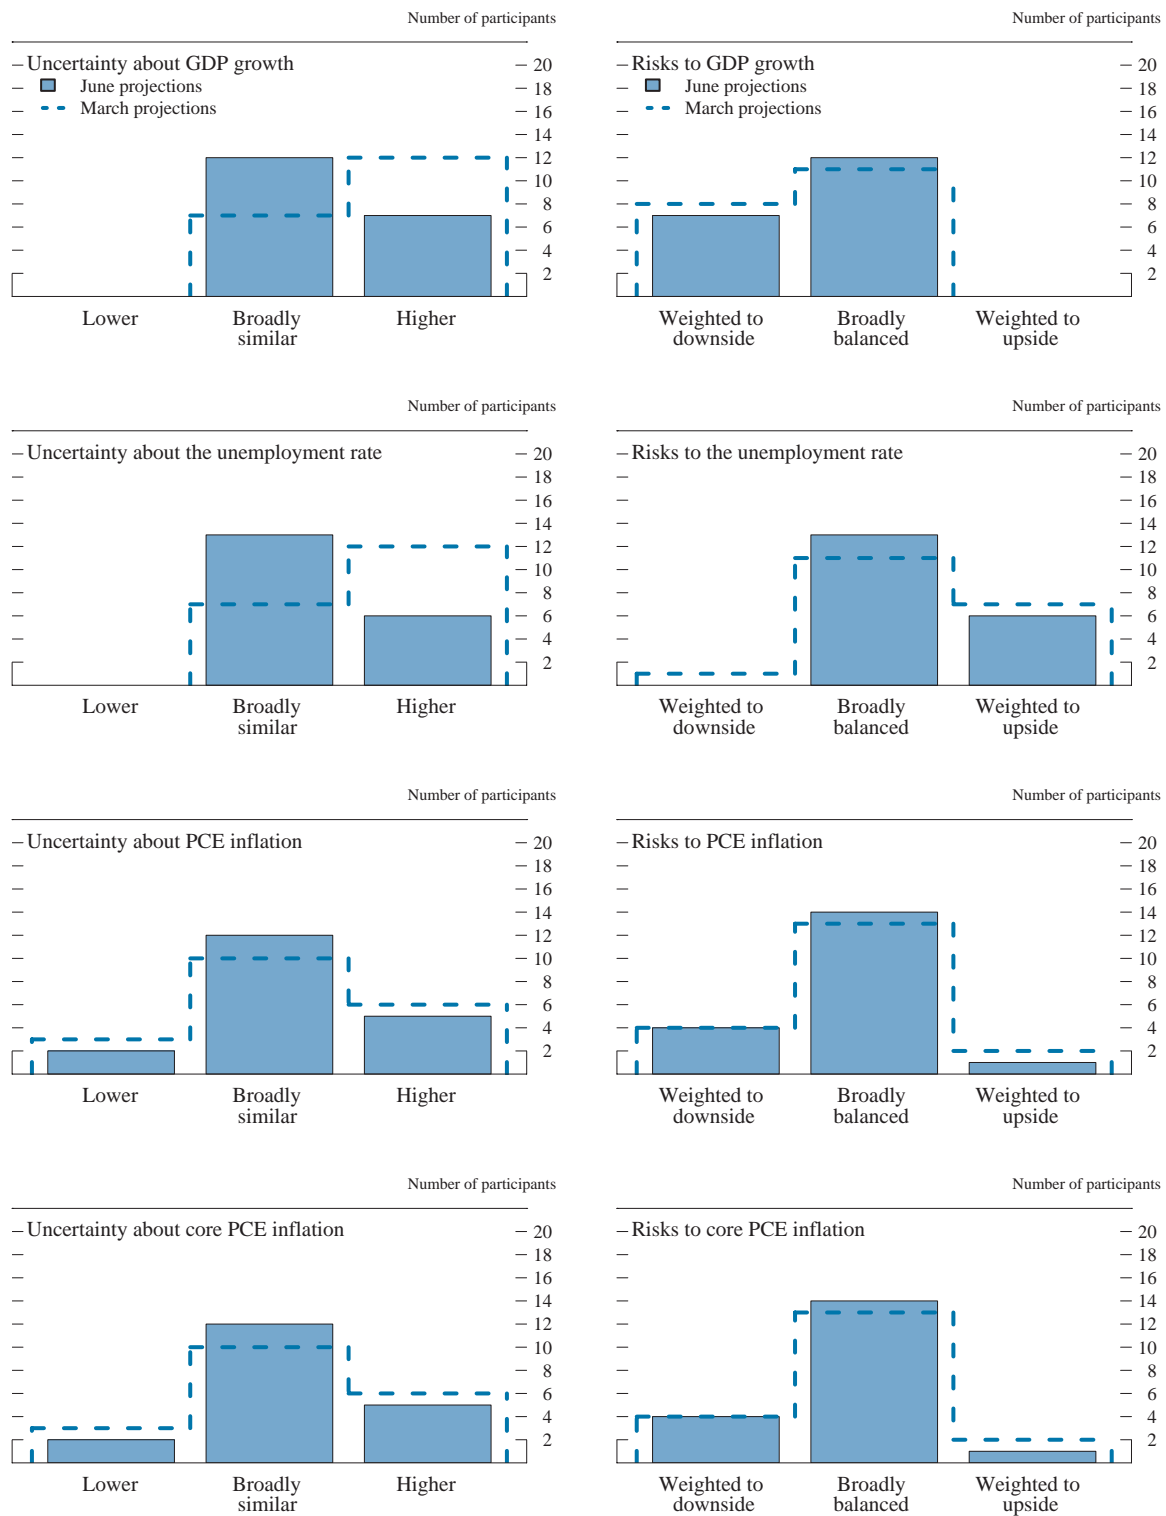 Number of participants
Uncertainty about GDP growth
June projections
March projections
20
18
16
14
12
10
8
6
4
2
Lower
Broadly
similar
Higher
Number of participants
Risks to GDP growth
June projections
March projections
20
18
16
14
12
10
8
6
4
2
Weighted to
downside
Broadly
balanced
Weighted to
upside
Number of participants
Uncertainty about the unemployment rate
20
18
16
14
12
10
8
6
4
2
Lower
Broadly
similar
Higher
Number of participants
Risks to the unemployment rate
20
18
16
14
12
10
8
6
4
2
Weighted to
downside
Broadly
balanced
Weighted to
upside
Number of participants
Uncertainty about PCE inflation
20
18
16
14
12
10
8
6
4
2
Lower
Broadly
similar
Higher
Number of participants
Risks to PCE inflation
20
18
16
14
12
10
8
6
4
2
Weighted to
downside
Broadly
balanced
Weighted to
upside
Number of participants
Uncertainty about core PCE inflation
20
18
16
14
12
10
8
6
4
2
Lower
Broadly
similar
Higher
Number of participants
Risks to core PCE inflation
20
18
16
14
12
10
8
6
4
2
Weighted to
downside
Broadly
balanced
Weighted to
upside